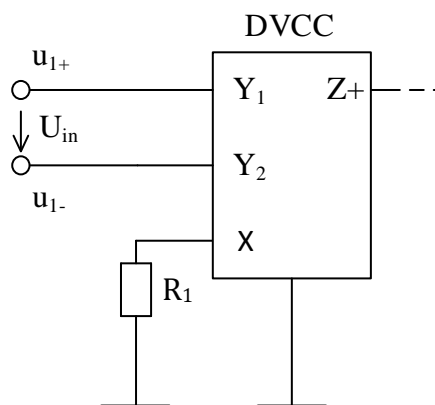 DVCC
u1+
Y1 Z+
Uin
Y2
u1-
X
R1